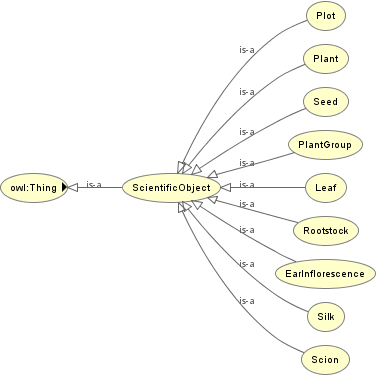 Plot
is-a
Plant
is-a
Seed
is-a
PlantGroup
is-a
owl:Thing
is-a
ScientificObject
is-a
Leaf
is-a
Rootstock
is-a
EarInflorescence
is-a
Silk
is-a
Scion